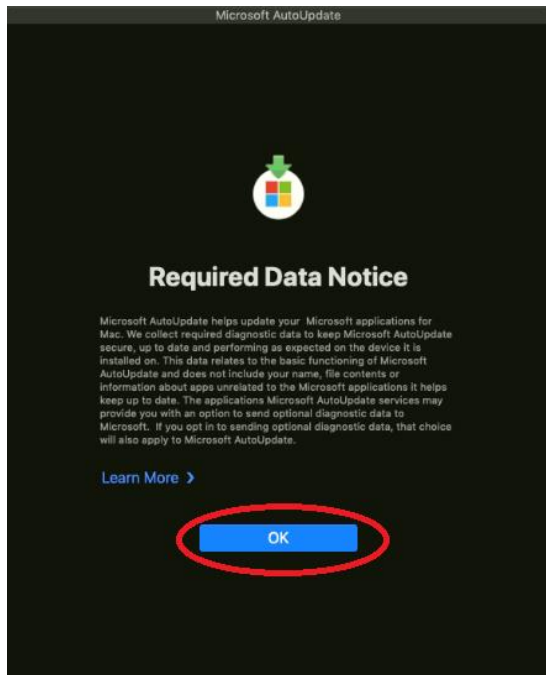 Microsoft AutoUpdate
Required Data Notice
Microsoft AutoUpdate helps update your Microsoft applications for
Mac. We collect required diagnostic data to keep Microsoft AutoUpdate
secure, up to date and performing as expected on the device it is
installed on. This data relates to the basic functioning of Microsoft
AutoUpdate and does not include your name, file contents or
information about apps unrelated to the Microsoft applications it helps
keep up to date. The applications Microsoft AutoUpdate services may
provide you with an option to send optional diagnostic data to
Microsoft. If you opt in to sending optional diagnostic data, that choice
will also apply to Microsoft AutoUpdate.
Learn More
OK